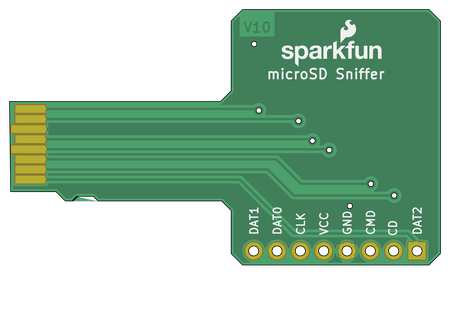 V10
sparkfun
microSD Sniffer
DAT1
DAT0
CLK
VCC
GND
CMD
CD
DAT2